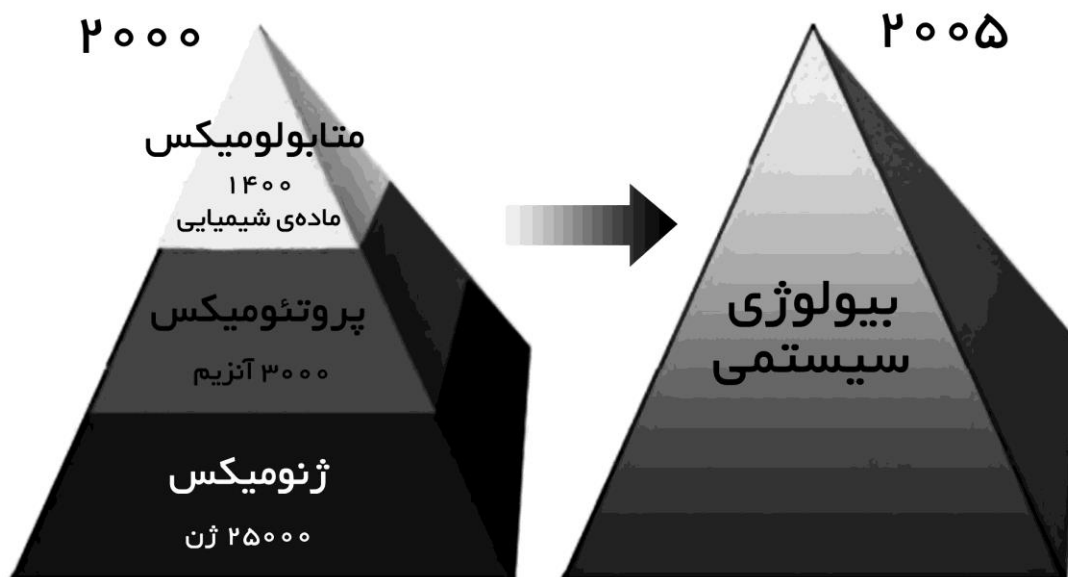 ۲۰۰۰
متابولومیکس
۱۴۰۰
ماده‌ی شیمیایی
پروتئومیکس
۳۰۰۰ آنزیم
ژنومیکس
۲۵۰۰۰ ژن
۲۰۰۵
بیولوژی
سیستمی